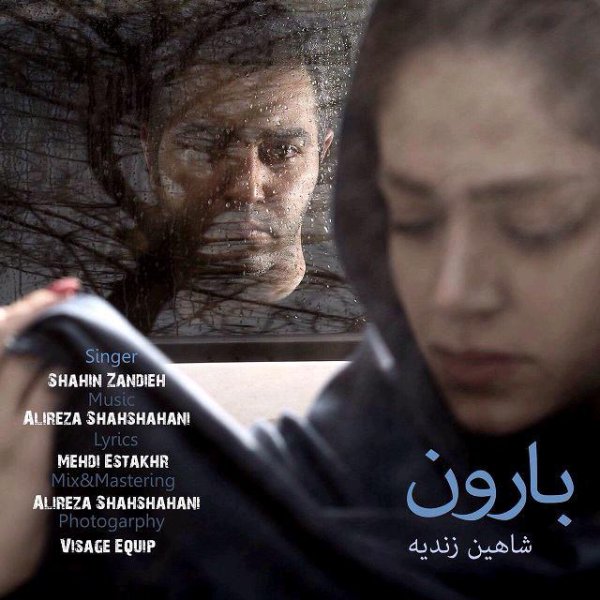 Singer
SHAHIN ZANDIEH
Music
ALIREZA SHAHSHAHANI
Lyrics
MEHDI ESTAKHR
Mix&Mastering
ALIREZA SHAHSHAHANI
Photogarphy
VISAGE EQUIP
بارون
شاهین زندیه